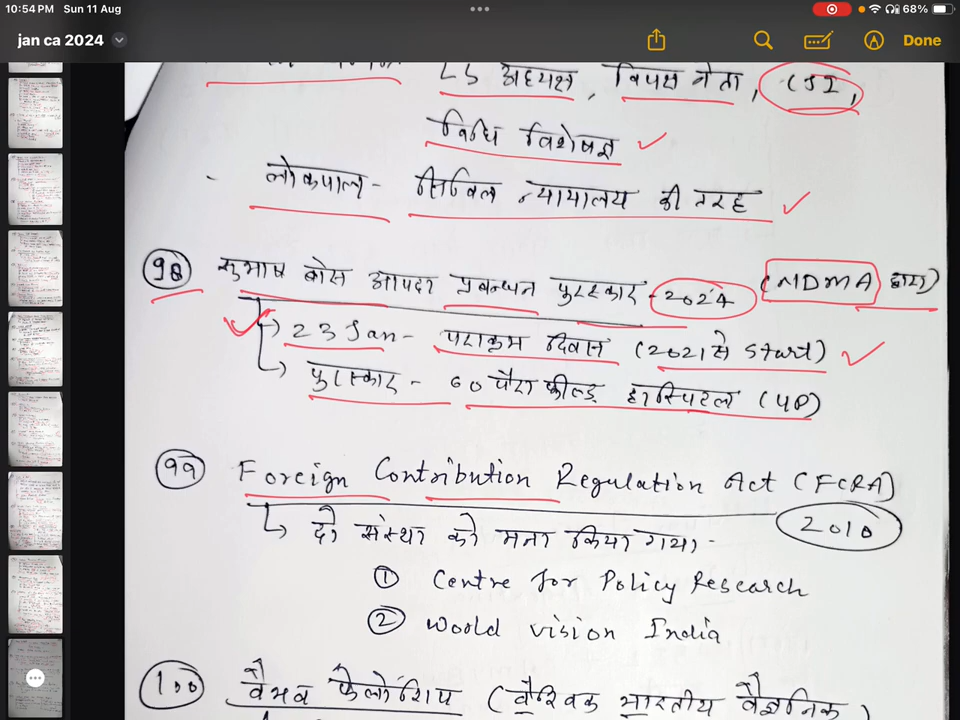 10:54 PM Sun 11 Aug
68%
jan ca 2024
Done
LS अध्यक्ष, विपक्ष नेता, CJI,
विधि विशेषज्ञ
लोकपाल - सिविल न्यायालय की तरह
98 सुभाष बोस आपदा प्रबन्धन पुरस्कार - 2024 (NDMA द्वारा)
23 Jan - पराक्रम दिवस (2021 से start)
पुरस्कार - 60 पैरा फील्ड हास्पिटल (UP)
99 Foreign Contribution Regulation Act (FCRA)
2010
दो संस्था को मना किया गया -
① Centre for Policy Research
② World vision India
100 वैभव फैलोशिप (वैश्विक भारतीय वैज्ञानिक)